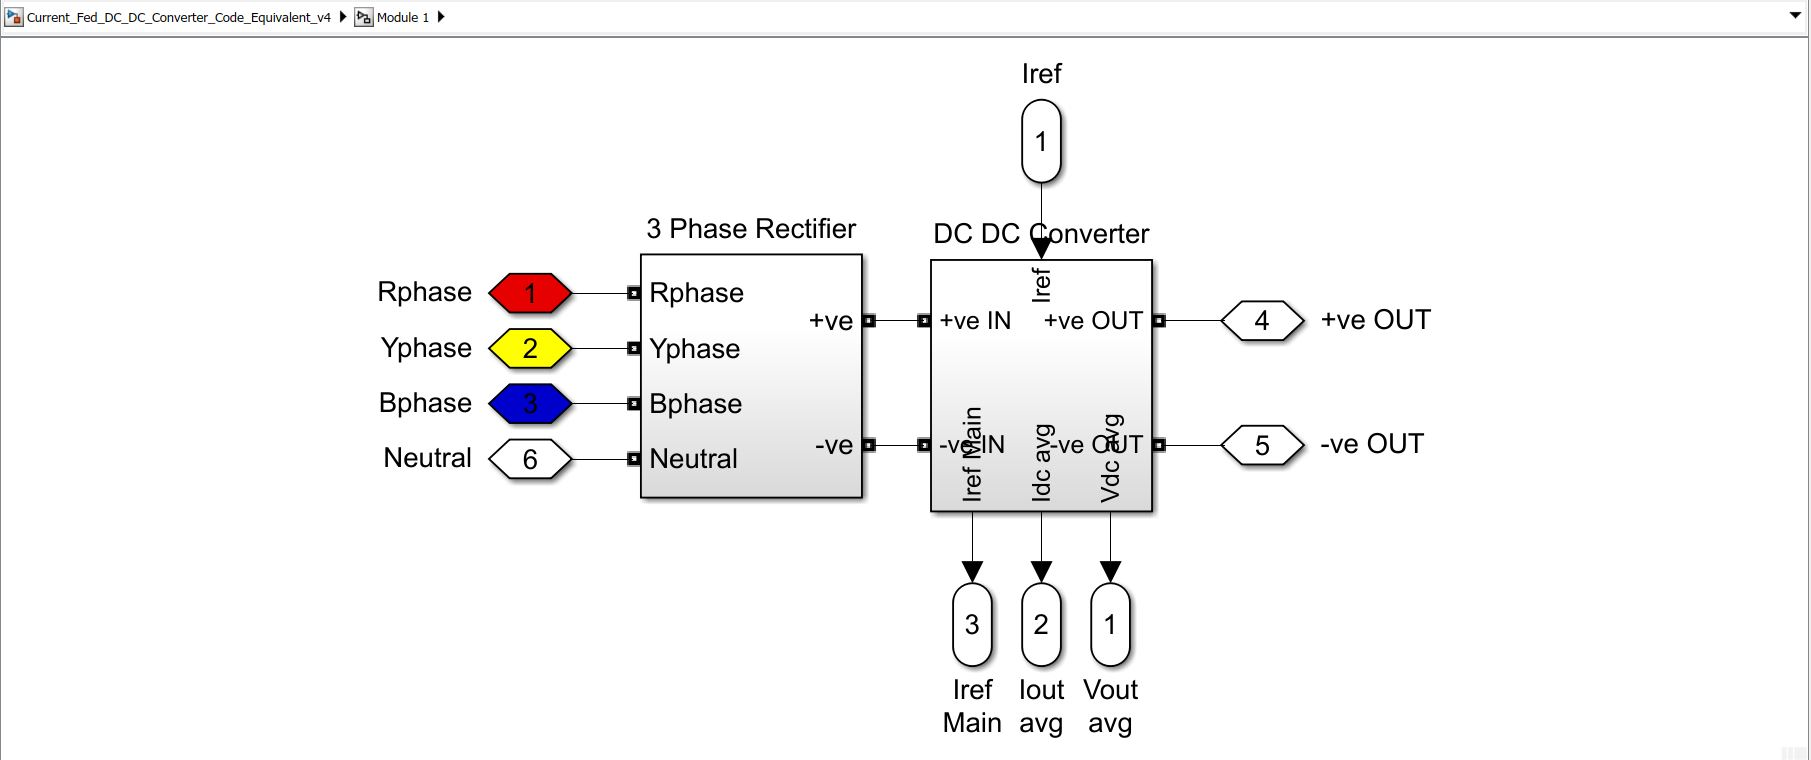 Current_Fed_DC_DC_Converter_Code_Equivalent_v4 Module 1
Iref
1
3 Phase Rectifier
DC DC Converter
Iref
Rphase 1 Rphase
+ve +ve IN +ve OUT 4 +ve OUT
Yphase 2 Yphase
Bphase 3 Bphase
-ve -ve IN -ve OUT 5 -ve OUT
Neutral 6 Neutral
Iref Main
Idc avg
Vdc avg
3 2 1
Iref Iout Vout
Main avg avg